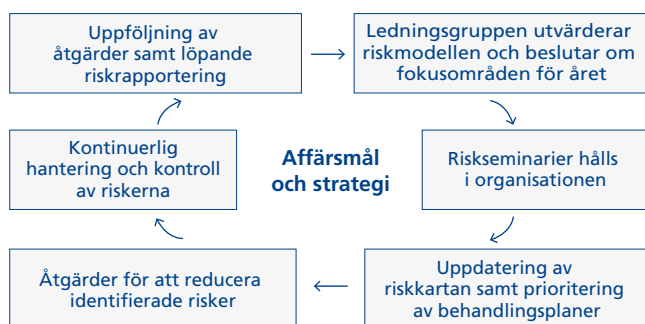 Uppföljning av
åtgärder samt löpande
riskrapportering
Ledningsgruppen utvärderar
riskmodellen och beslutar om
fokusområden för året
Kontinuerlig
hantering och kontroll
av riskerna
Affärsmål
och strategi
Riskseminarier hålls
i organisationen
Åtgärder för att reducera
identifierade risker
Uppdatering av
riskkartan samt prioritering
av behandlingsplaner